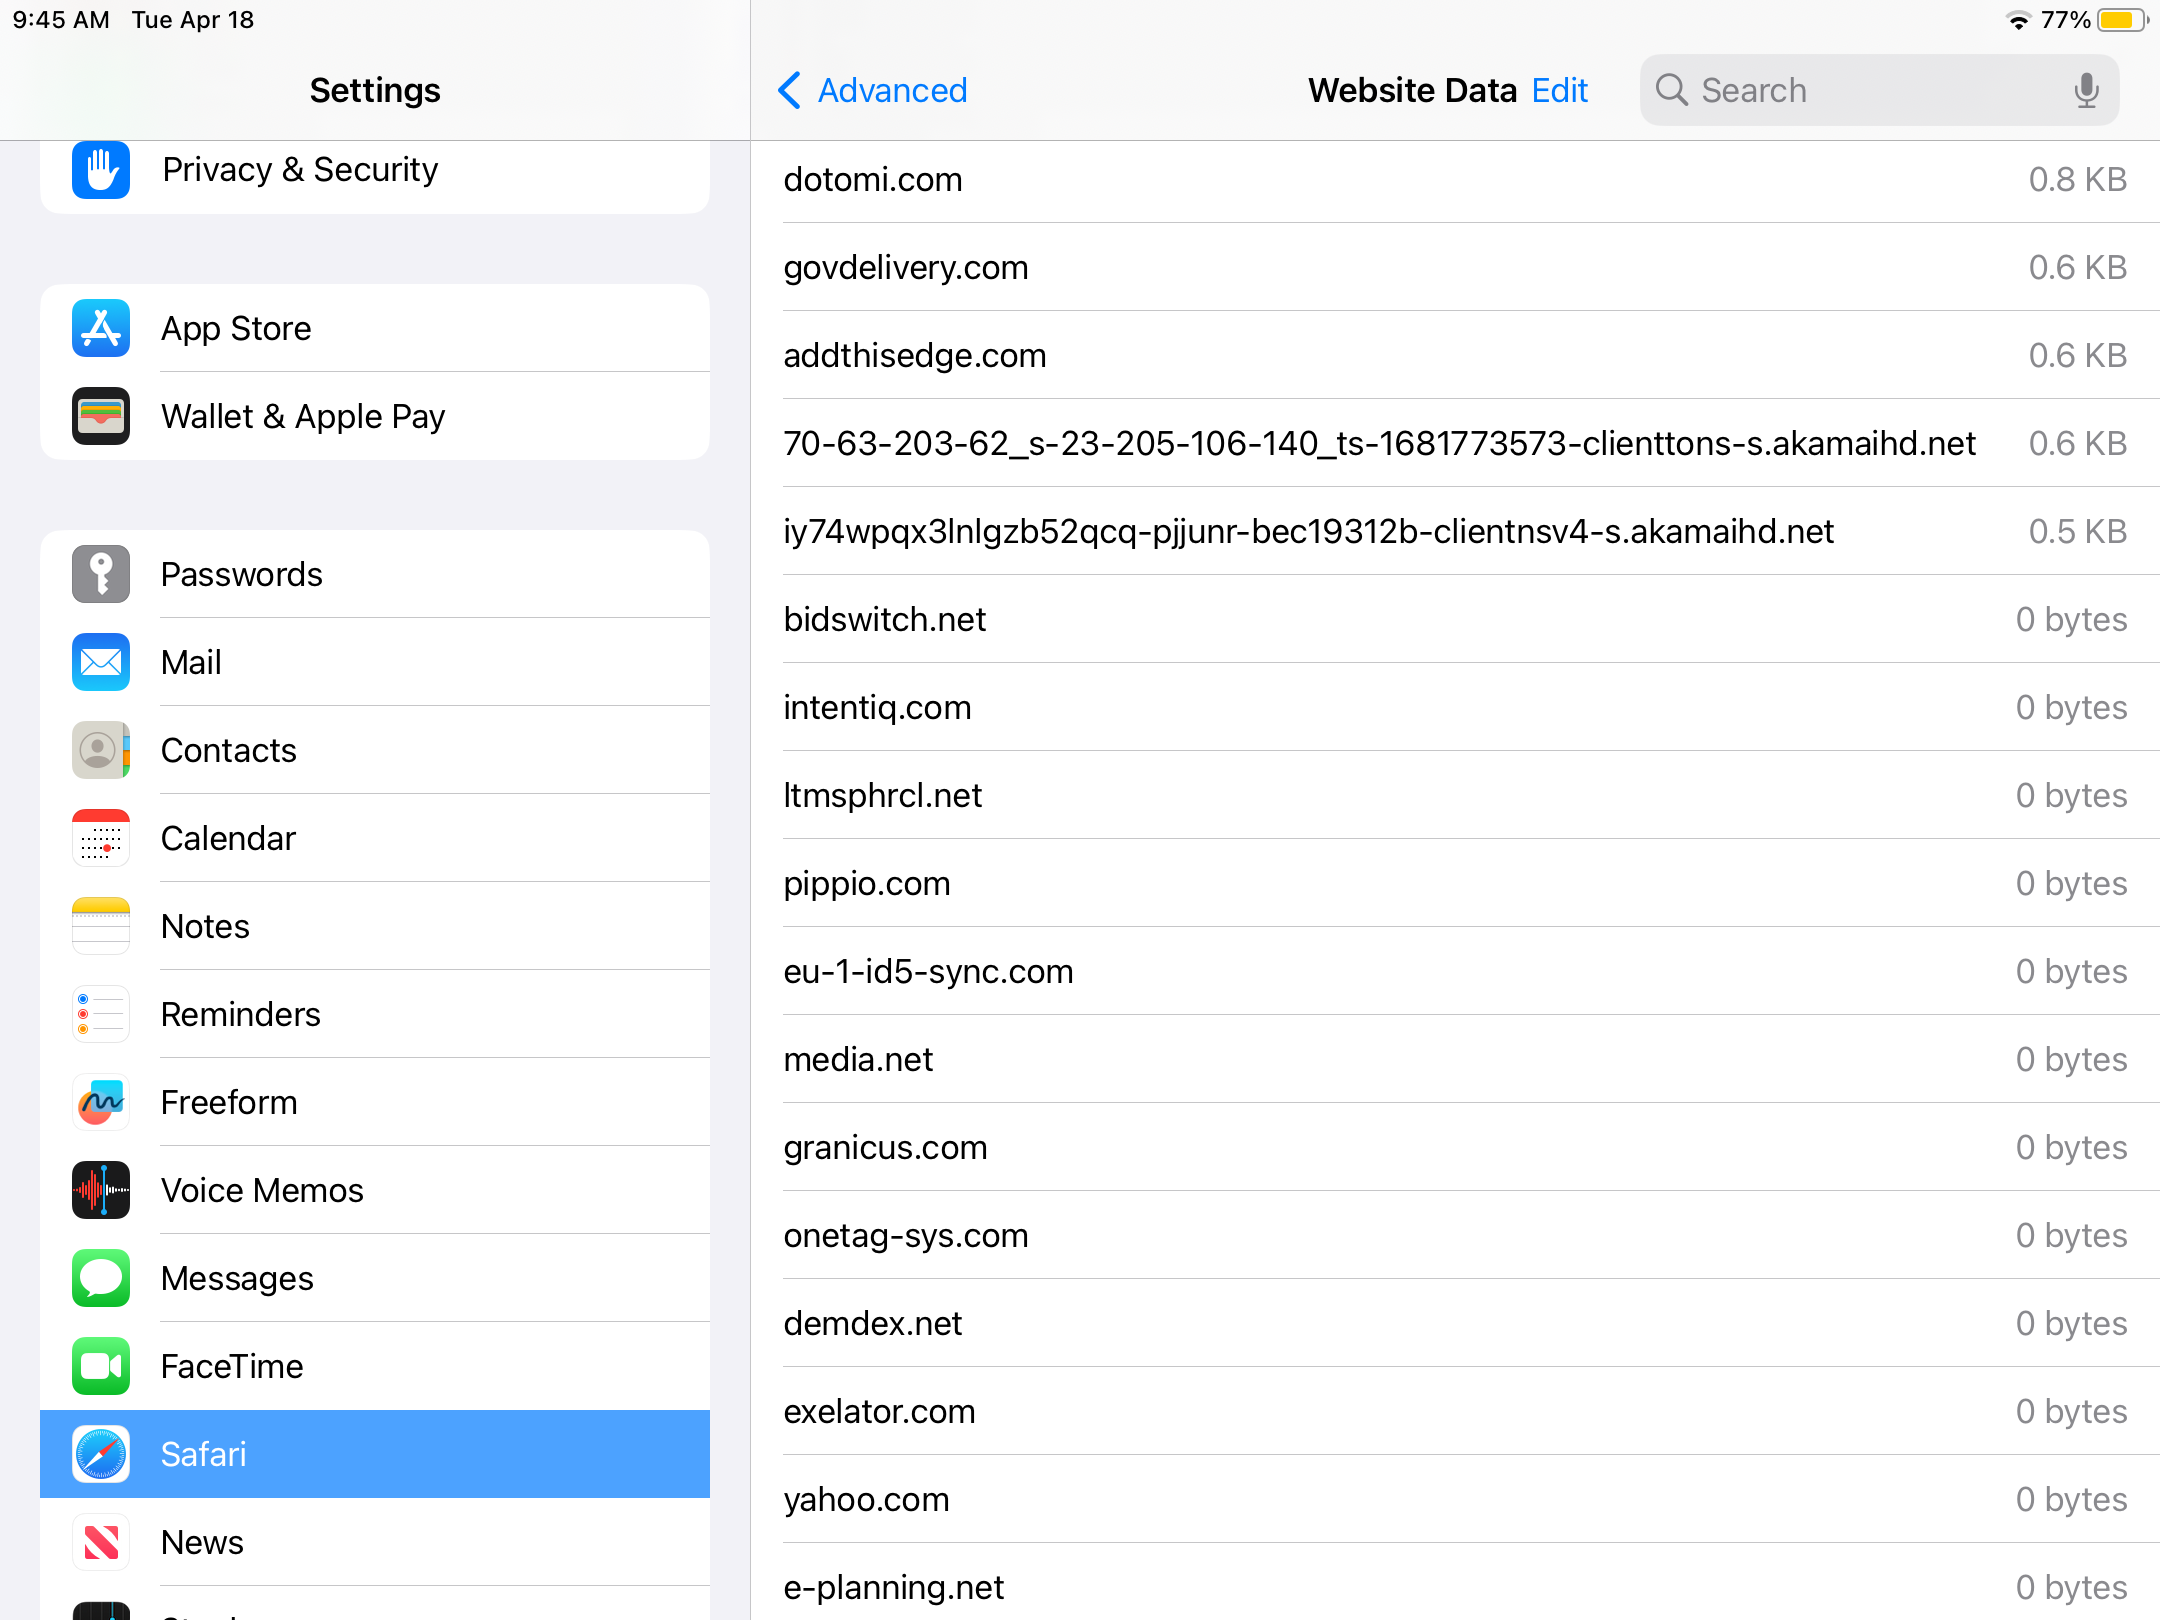 9:45 AM Tue Apr 18
77%
Settings
Privacy & Security
App Store
Wallet & Apple Pay
Passwords
Mail
Contacts
Calendar
Notes
Reminders
Freeform
Voice Memos
Messages
FaceTime
Safari
News
Advanced
Website Data Edit
Search
dotomi.com 0.8 KB
govdelivery.com 0.6 KB
addthisedge.com 0.6 KB
70-63-203-62_s-23-205-106-140_ts-1681773573-clienttons-s.akamaihd.net 0.6 KB
iy74wpqx3lnlgzb52qcq-pjjunr-bec19312b-clientnsv4-s.akamaihd.net 0.5 KB
bidswitch.net 0 bytes
intentiq.com 0 bytes
ltmsphrcl.net 0 bytes
pippio.com 0 bytes
eu-1-id5-sync.com 0 bytes
media.net 0 bytes
granicus.com 0 bytes
onetag-sys.com 0 bytes
demdex.net 0 bytes
exelator.com 0 bytes
yahoo.com 0 bytes
e-planning.net 0 bytes